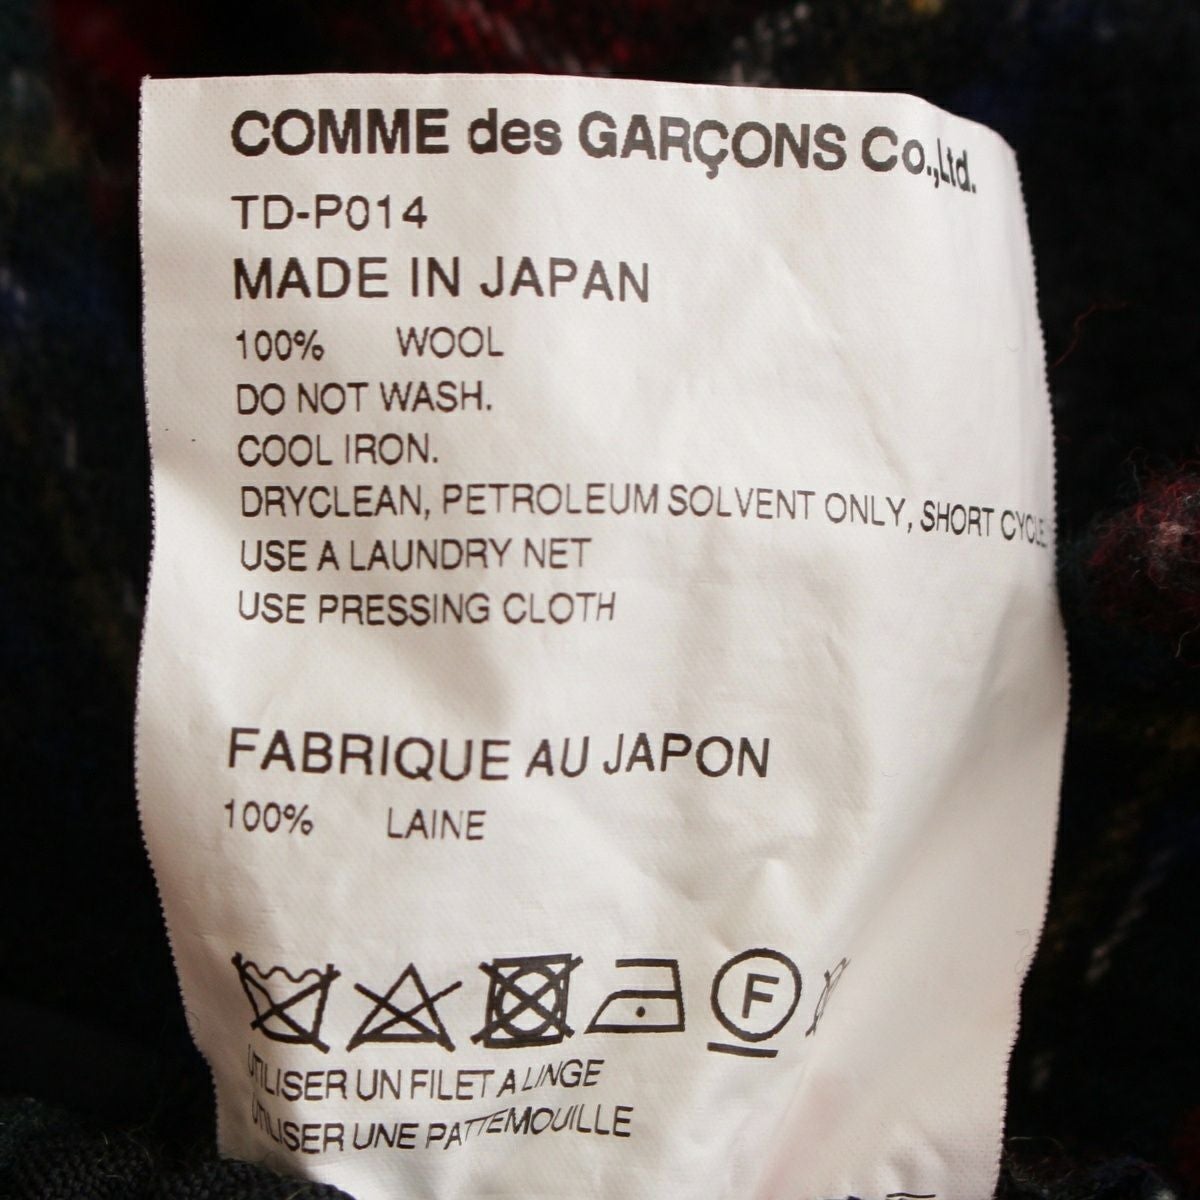 COMME des GARÇONS Co.,Ltd.
TD-P014
MADE IN JAPAN
100% WOOL
DO NOT WASH.
COOL IRON.
DRYCLEAN, PETROLEUM SOLVENT ONLY, SHORT CYCLE.
USE A LAUNDRY NET
USE PRESSING CLOTH
FABRIQUE AU JAPON
100% LAINE
F
UTILISER UN FILET A LINGE
UTILISER UNE PATTEMOUILLE